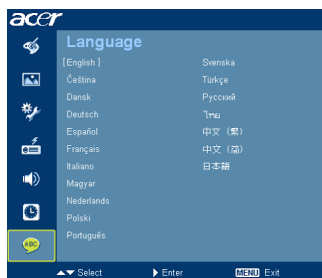 acer
Language
[English ]
Čeština
Dansk
Deutsch
Español
Français
Italiano
Magyar
Nederlands
Polski
Português
Svenska
Türkçe
Русский
ไทย
中文 (繁)
中文 (简)
日本語
ABC
▲▼ Select ▶ Enter MENU Exit